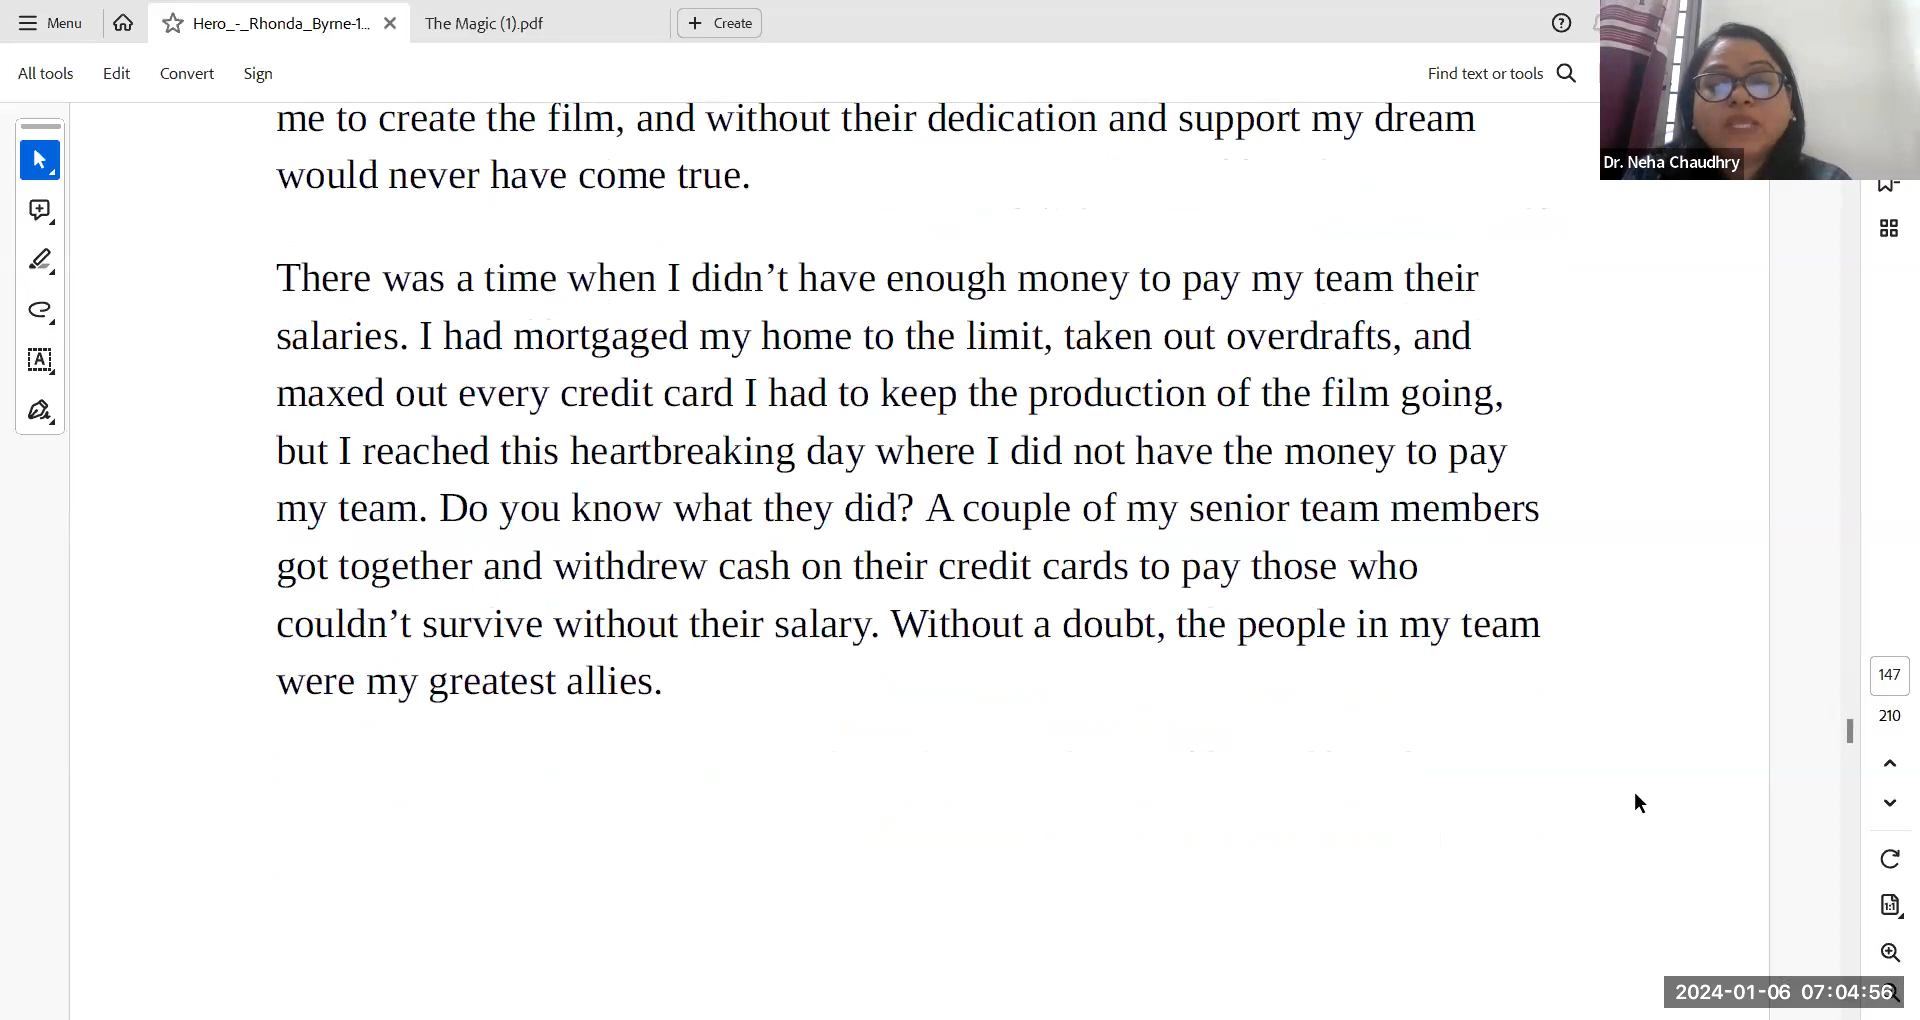 Menu
Hero_-_Rhonda_Byrne-1...
The Magic (1).pdf
Create
All tools
Edit
Convert
Sign
Find text or tools
Dr. Neha Chaudhry
me to create the film, and without their dedication and support my dream
would never have come true.
There was a time when I didn’t have enough money to pay my team their
salaries. I had mortgaged my home to the limit, taken out overdrafts, and
maxed out every credit card I had to keep the production of the film going,
but I reached this heartbreaking day where I did not have the money to pay
my team. Do you know what they did? A couple of my senior team members
got together and withdrew cash on their credit cards to pay those who
couldn’t survive without their salary. Without a doubt, the people in my team
were my greatest allies.
147
210
1:1
2024-01-06 07:04:56